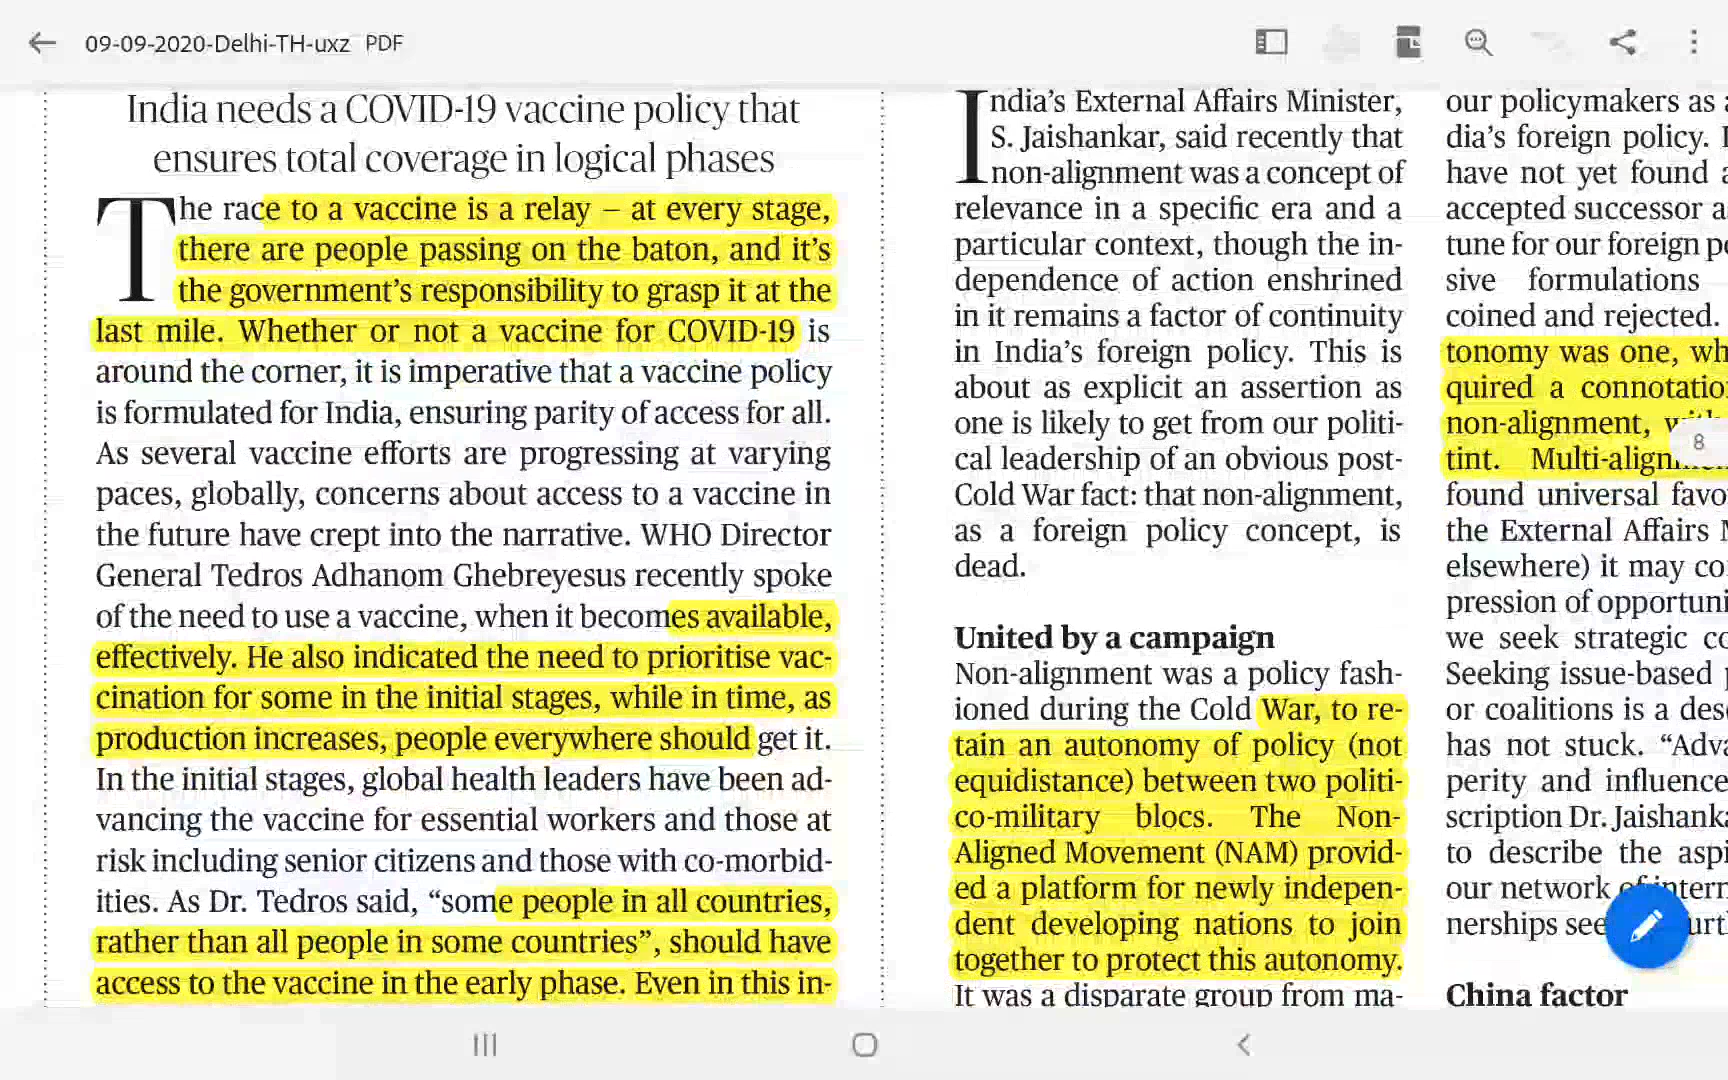 09-09-2020-Delhi-TH-uxz PDF
India needs a COVID-19 vaccine policy that
ensures total coverage in logical phases
The race to a vaccine is a relay – at every stage,
there are people passing on the baton, and it’s
the government’s responsibility to grasp it at the
last mile. Whether or not a vaccine for COVID-19 is
around the corner, it is imperative that a vaccine policy
is formulated for India, ensuring parity of access for all.
As several vaccine efforts are progressing at varying
paces, globally, concerns about access to a vaccine in
the future have crept into the narrative. WHO Director
General Tedros Adhanom Ghebreyesus recently spoke
of the need to use a vaccine, when it becomes available,
effectively. He also indicated the need to prioritise vac-
cination for some in the initial stages, while in time, as
production increases, people everywhere should get it.
In the initial stages, global health leaders have been ad-
vancing the vaccine for essential workers and those at
risk including senior citizens and those with co-morbid-
ities. As Dr. Tedros said, “some people in all countries,
rather than all people in some countries”, should have
access to the vaccine in the early phase. Even in this in-
India’s External Affairs Minister,
S. Jaishankar, said recently that
non-alignment was a concept of
relevance in a specific era and a
particular context, though the in-
dependence of action enshrined
in it remains a factor of continuity
in India’s foreign policy. This is
about as explicit an assertion as
one is likely to get from our politi-
cal leadership of an obvious post-
Cold War fact: that non-alignment,
as a foreign policy concept, is
dead.
United by a campaign
Non-alignment was a policy fash-
ioned during the Cold War, to re-
tain an autonomy of policy (not
equidistance) between two politi-
co-military blocs. The Non-
Aligned Movement (NAM) provid-
ed a platform for newly indepen-
dent developing nations to join
together to protect this autonomy.
It was a disparate group from ma-
our policymakers as
dia’s foreign policy.
have not yet found
accepted successor
tune for our foreign
sive formulations
coined and rejected.
tonomy was one,
quired a
non-alignment,
tint.
found universal
the External Affairs
elsewhere) it may
pression of
we seek strategic
Seeking issue-based
or coalitions is a
has not stuck.
perity and influence
scription Dr.
to describe the
our network
nerships
China factor
8